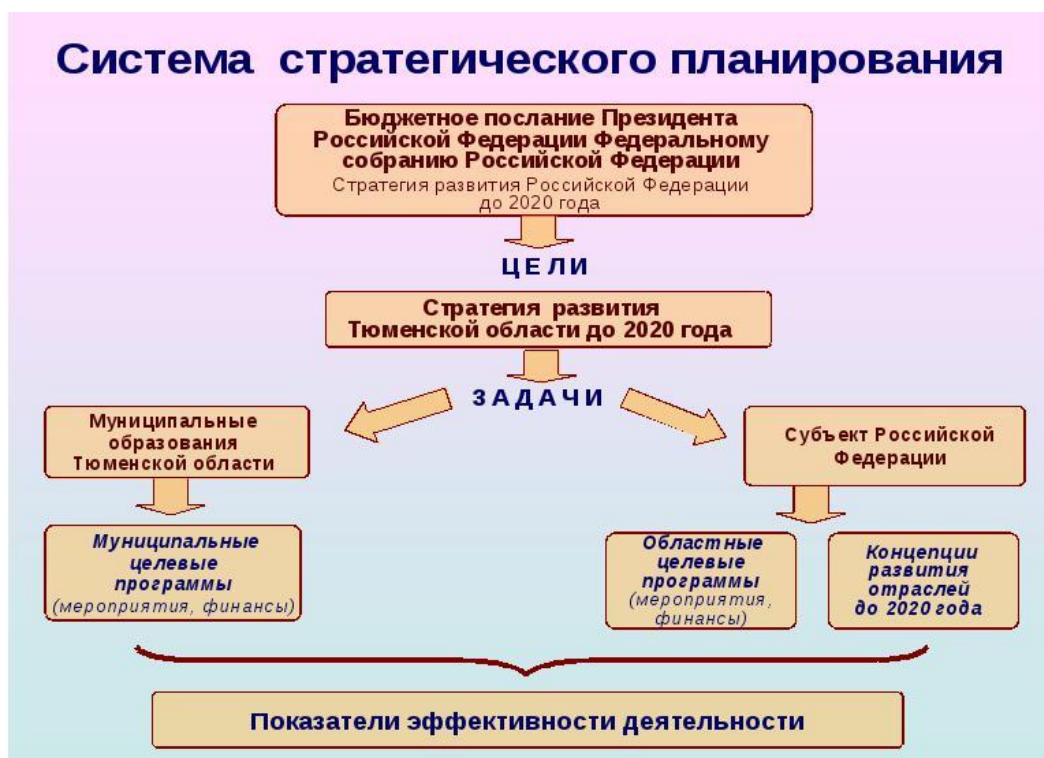 Система стратегического планирования
Бюджетное послание Президента
Российской Федерации Федеральному
собранию Российской Федерации
Стратегия развития Российской Федерации
до 2020 года
ЦЕЛИ
Стратегия развития
Тюменской области до 2020 года
ЗАДАЧИ
Муниципальные
образования
Тюменской области
Субъект Российской
Федерации
Муниципальные
целевые
программы
(мероприятия, финансы)
Областные
целевые
программы
(мероприятия,
финансы)
Концепции
развития
отраслей
до 2020 года
Показатели эффективности деятельности